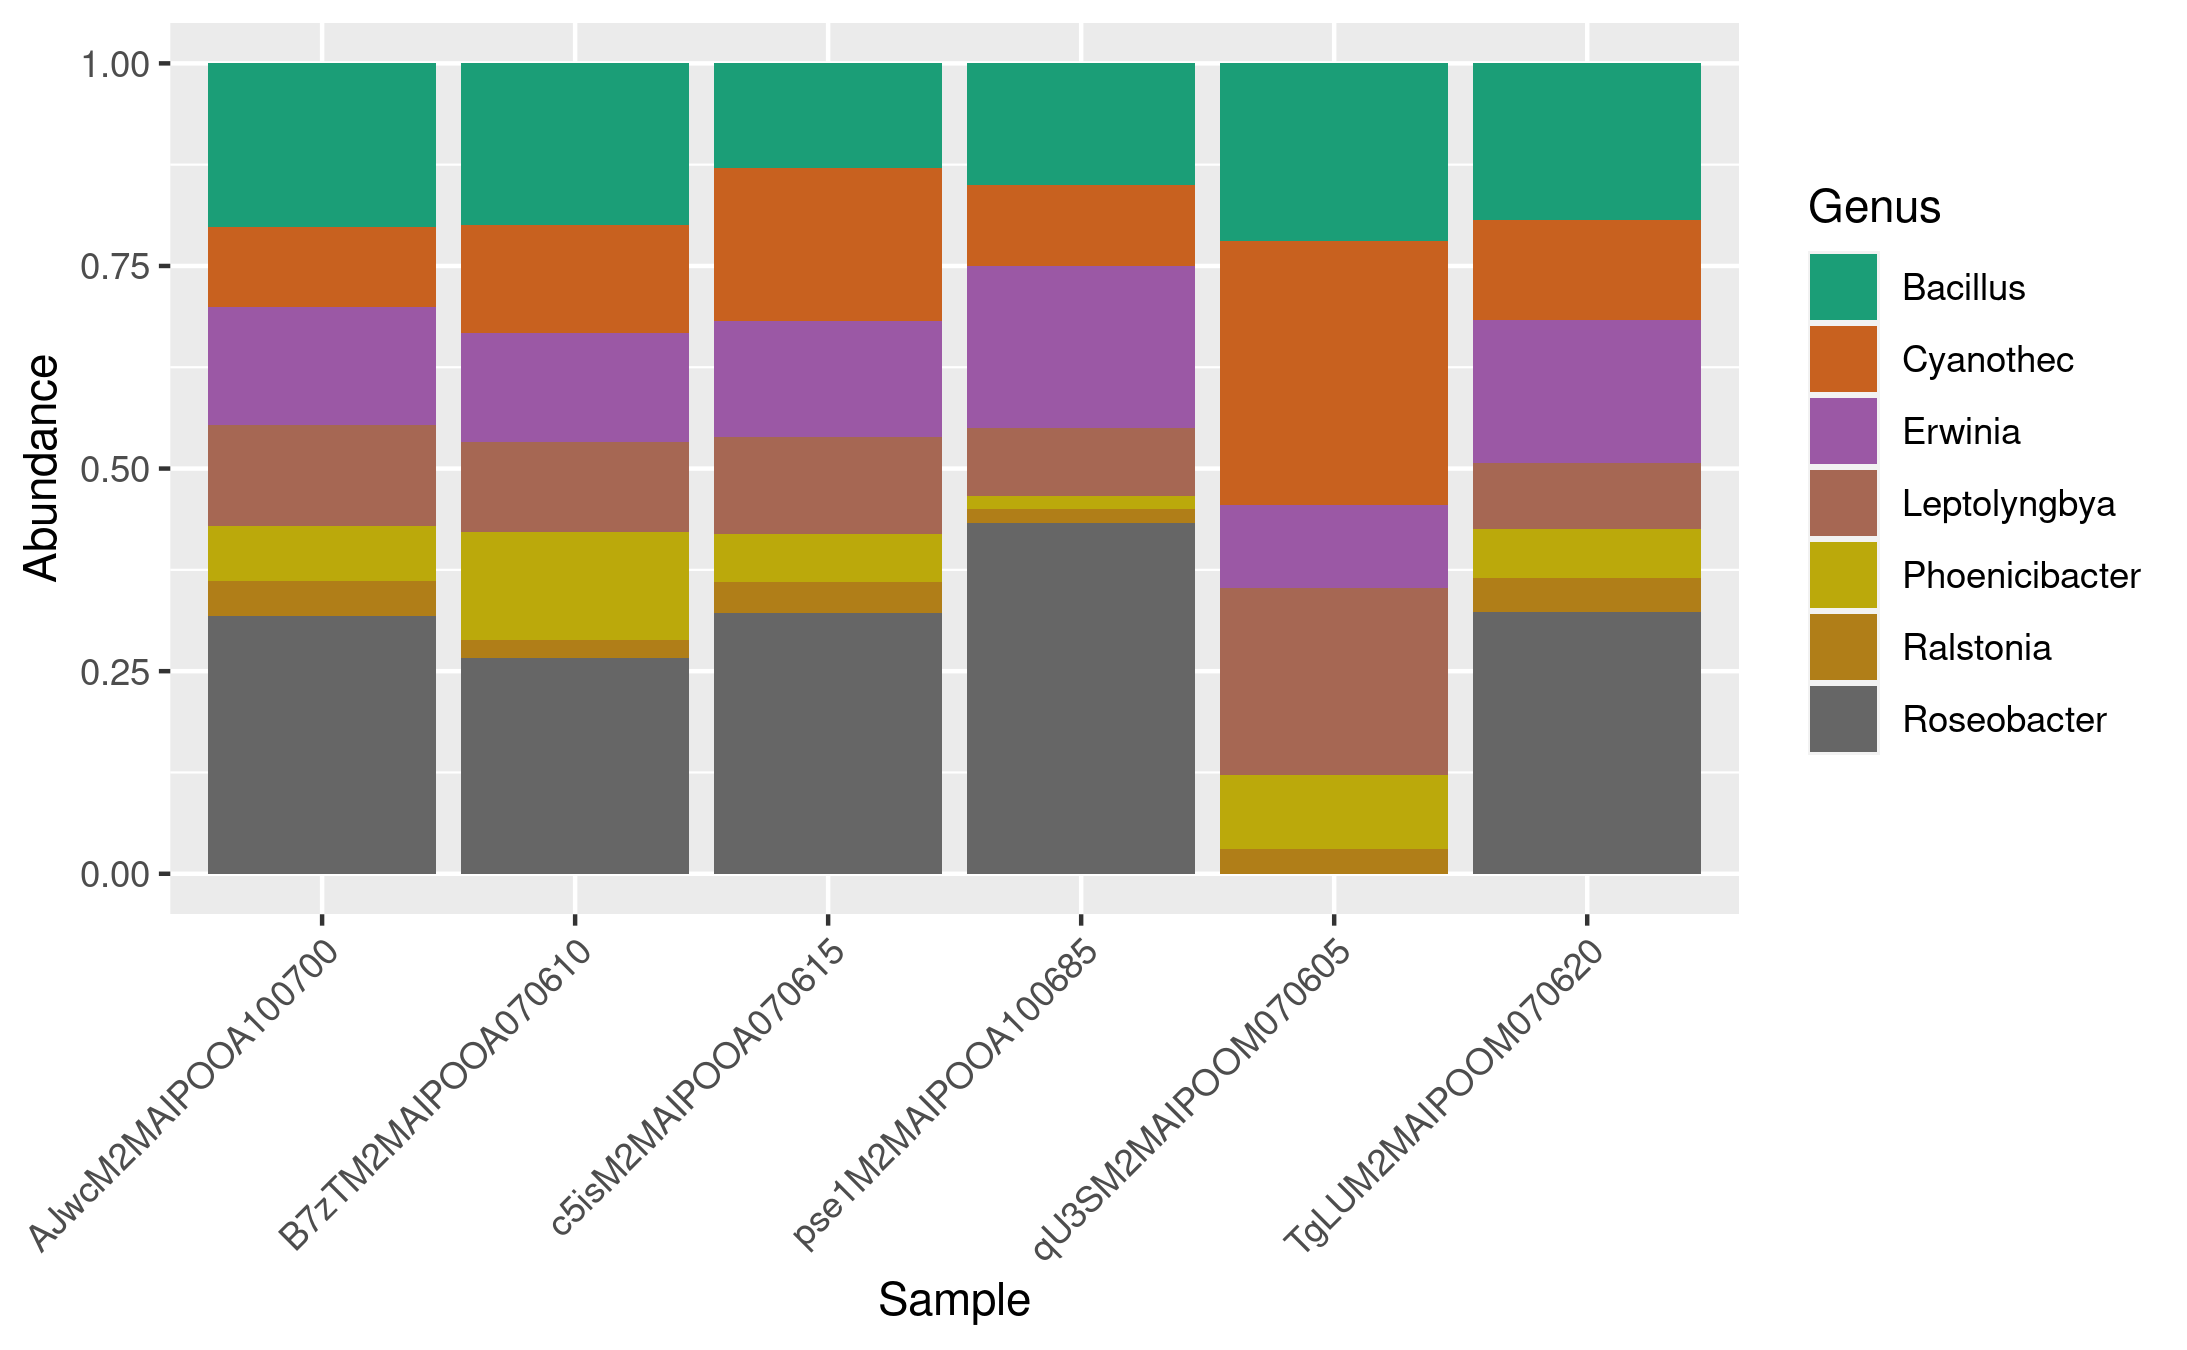 Abundance
1.00
0.75
0.50
0.25
0.00
AJwcM2MAIPOOA100700
B7zTM2MAIPOOA070610
c5isM2MAIPOOA070615
pse1M2MAIPOOA100685
qU3SM2MAIPOOM070605
TgLUM2MAIPOOM070620
Sample
Genus
Bacillus
Cyanothec
Erwinia
Leptolyngbya
Phoenicibacter
Ralstonia
Roseobacter